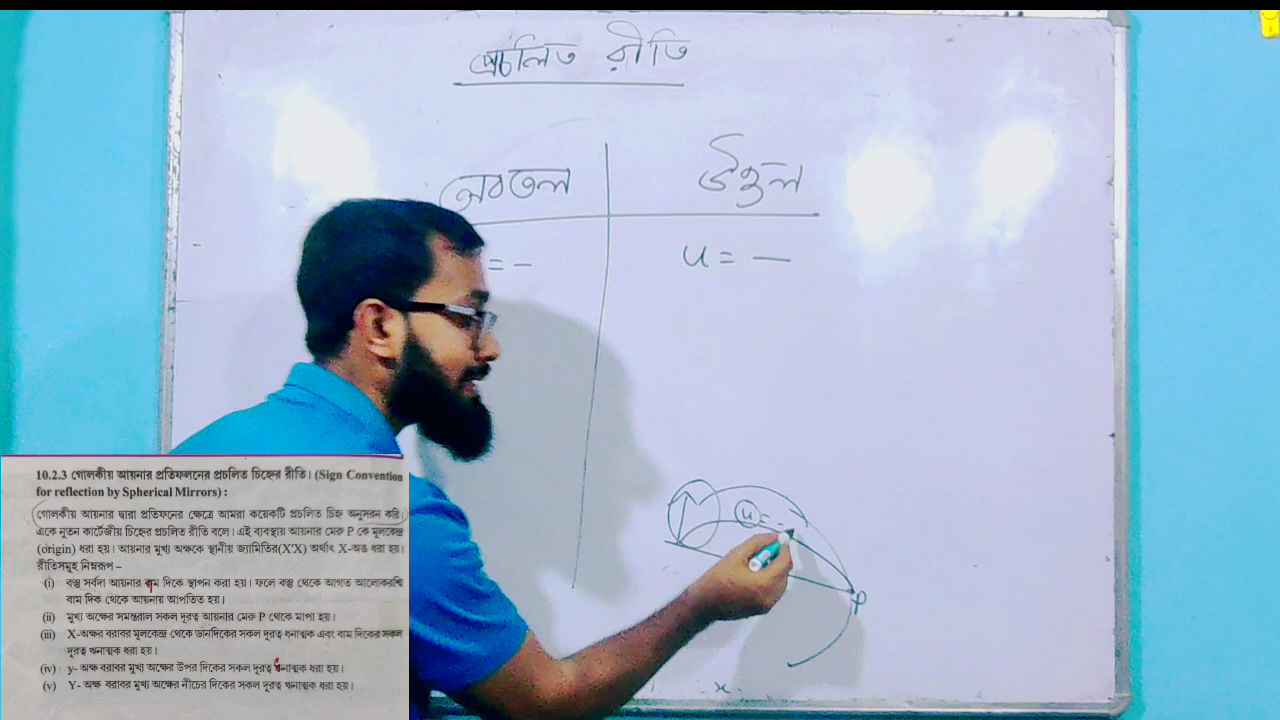 প্রচলিত রীতি
অবতল
উত্তল
= −
u = −
u = -
P
x
10.2.3 গোলকীয় আয়নার প্রতিফলনের প্রচলিত চিহ্নের রীতি। (Sign Convention
for reflection by Spherical Mirrors) :
গোলকীয় আয়নার দ্বারা প্রতিফনের ক্ষেত্রে আমরা কয়েকটি প্রচলিত চিহ্ন অনুসরন করি।
একে নুতন কার্টেজীয় চিহ্নের প্রচলিত রীতি বলে। এই ব্যবস্থায় আয়নার মেরু P কে মূলকেন্দ্র
(origin) ধরা হয়। আয়নার মুখ্য অক্ষকে স্থানীয় জ্যামিতির(X'X) অর্থাৎ X-অক্ষ ধরা হয়।
রীতিসমূহ নিম্নরূপ –
(i) বস্তু সর্বদা আয়নার বাম দিকে স্থাপন করা হয়। ফলে বস্তু থেকে আগত আলোকরশ্মি
বাম দিক থেকে আয়নায় আপতিত হয়।
(ii) মুখ্য অক্ষের সমন্তরাল সকল দূরত্ব আয়নার মেরু P থেকে মাপা হয়।
(iii) X-অক্ষর বরাবর মূলকেন্দ্র থেকে ডানদিকের সকল দূরত্ব ধনাত্মক এবং বাম দিকের সকল
দূরত্ব ঋনাত্মক ধরা হয়।
(iv) y- অক্ষ বরাবর মুখ্য অক্ষের উপর দিকের সকল দূরত্ব ধনাত্মক ধরা হয়।
(v) Y- অক্ষ বরাবর মুখ্য অক্ষের নীচের দিকের সকল দূরত্ব ঋনাত্মক ধরা হয়।